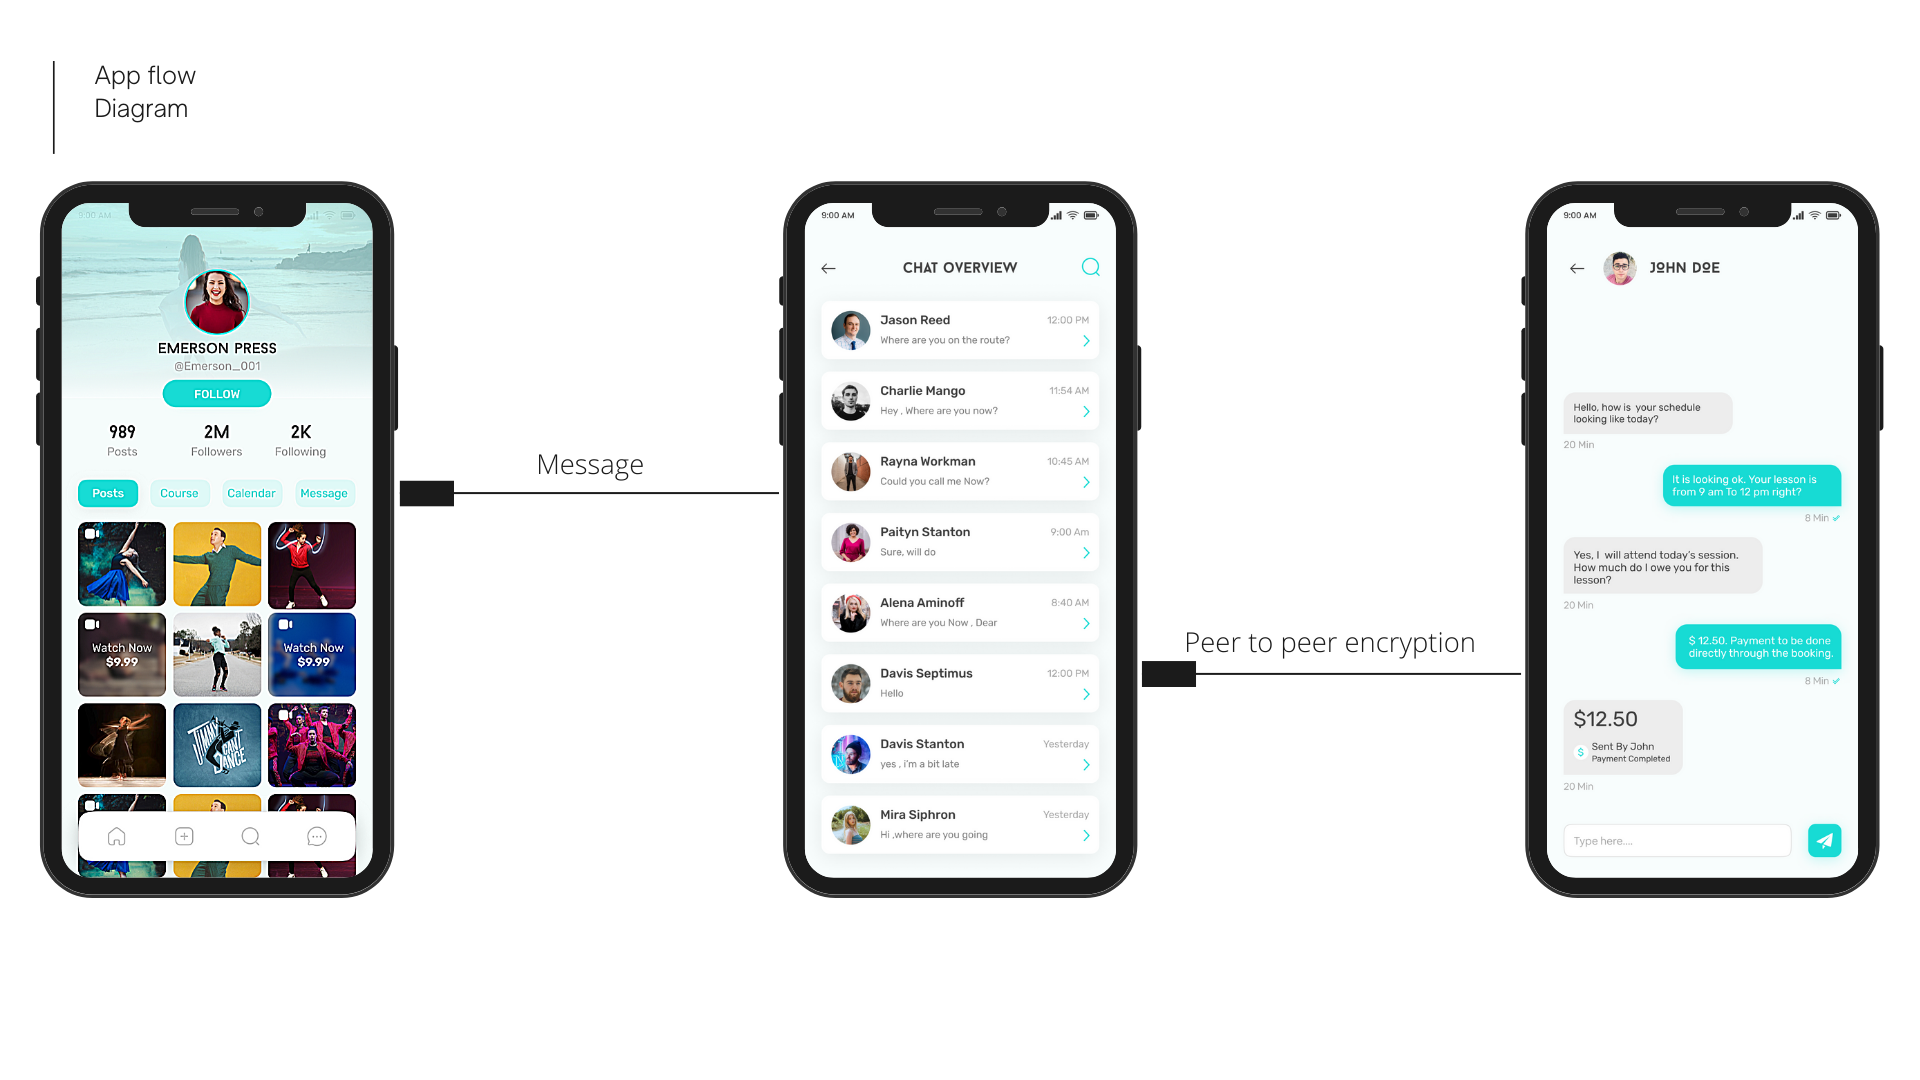 App flow
Diagram
9:00 AM
EMERSON PRESS
@Emerson_001
FOLLOW
989
2M
2K
Posts
Followers
Following
Posts
Course
Calendar
Message
Watch Now
$9.99
Watch Now
$9.99
JIMMY
CAN'T
DANCE
Message
9:00 AM
CHAT OVERVIEW
Jason Reed
12:00 PM
Where are you on the route?
Charlie Mango
11:54 AM
Hey , Where are you now?
Rayna Workman
10:45 AM
Could you call me Now?
Paityn Stanton
9:00 Am
Sure, will do
Alena Aminoff
8:40 AM
Where are you Now , Dear
Davis Septimus
12:00 PM
Hello
Davis Stanton
Yesterday
yes , i'm a bit late
Mira Siphron
Yesterday
Hi ,where are you going
Peer to peer encryption
9:00 AM
JOHN DOE
Hello, how is your schedule
looking like today?
20 Min
It is looking ok, Your lesson is
from 9 am To 12 pm right?
8 Min
Yes, I will attend today's session.
How much do I owe you for this
lesson?
20 Min
$ 12.50. Payment to be done
directly through the booking.
8 Min
$12.50
$
Sent By John
Payment Completed
20 Min
Type here....